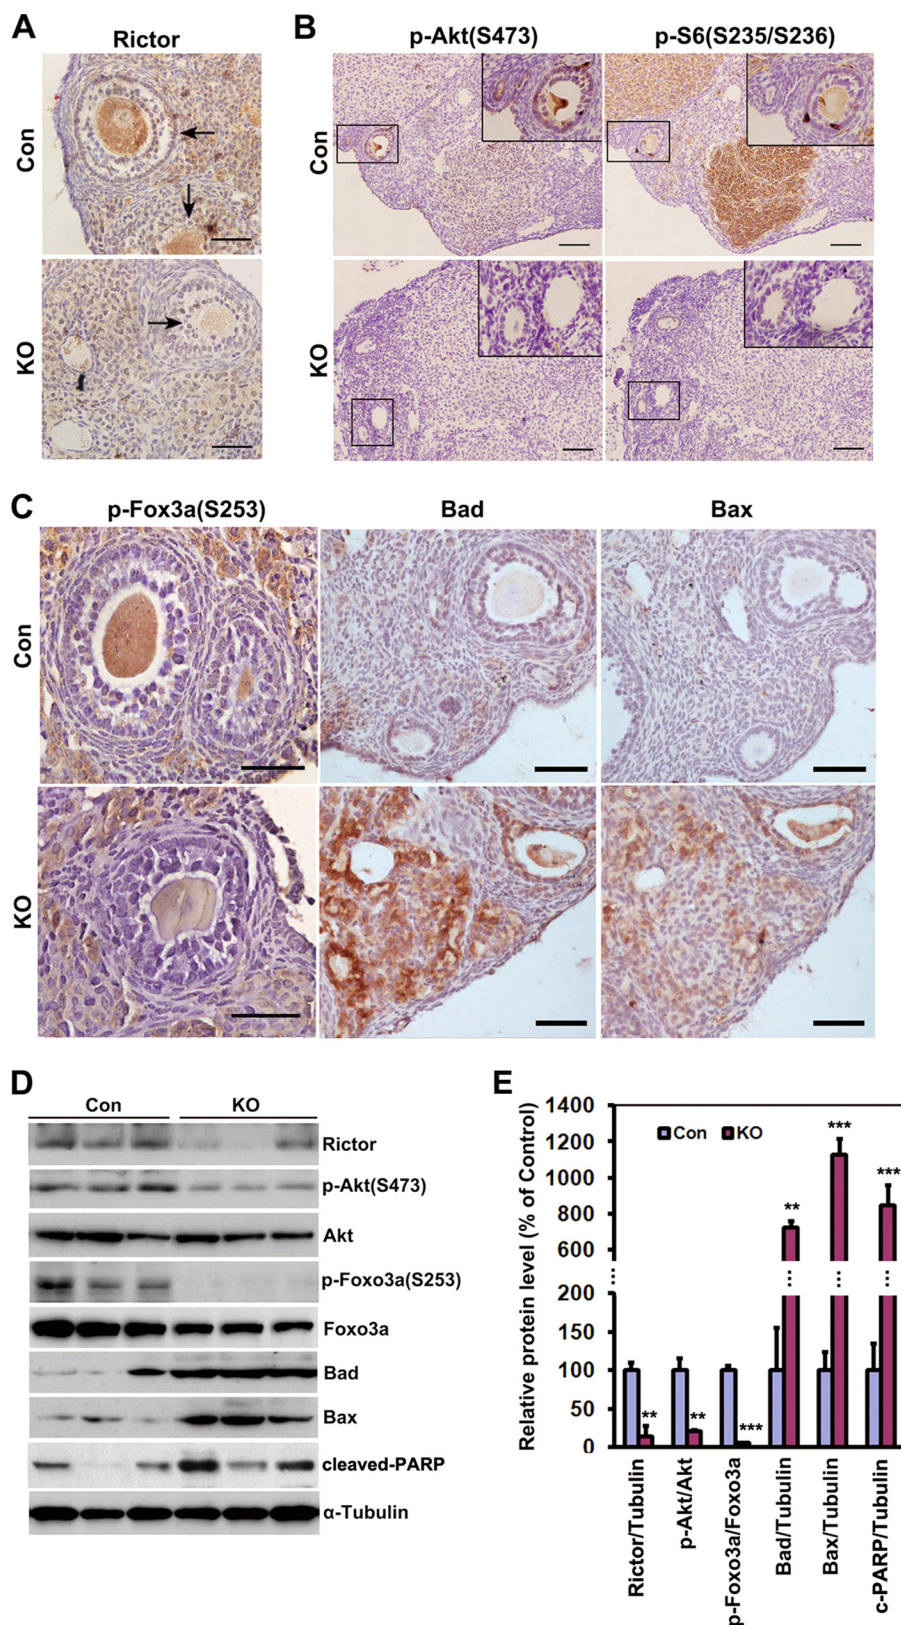 A
Rictor
Con
KO
B
p-Akt(S473)
p-S6(S235/S236)
Con
KO
C
p-Fox3a(S253)
Bad
Bax
Con
KO
D
Con
KO
Rictor
p-Akt(S473)
Akt
p-Foxo3a(S253)
Foxo3a
Bad
Bax
cleaved-PARP
α-Tubulin
E
Relative protein level (% of Control)
1400
1200
1000
800
600
200
150
100
50
0
Con
KO
**
**
***
**
***
***
Rictor/Tubulin
p-Akt/Akt
p-Foxo3a/Foxo3a
Bad/Tubulin
Bax/Tubulin
c-PARP/Tubulin